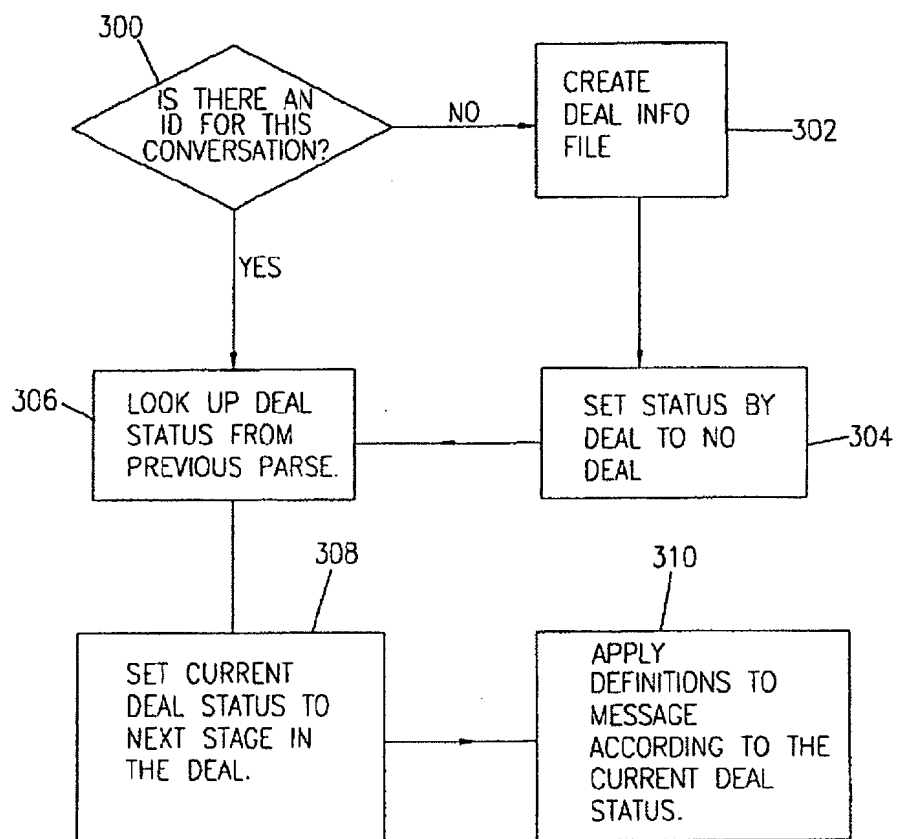 300
IS THERE AN
ID FOR THIS
CONVERSATION?
NO
CREATE
DEAL INFO
FILE
302
YES
306
LOOK UP DEAL
STATUS FROM
PREVIOUS PARSE.
SET STATUS BY
DEAL TO NO
DEAL
304
308
SET CURRENT
DEAL STATUS TO
NEXT STAGE IN
THE DEAL.
310
APPLY
DEFINITIONS TO
MESSAGE
ACCORDING TO THE
CURRENT DEAL
STATUS.